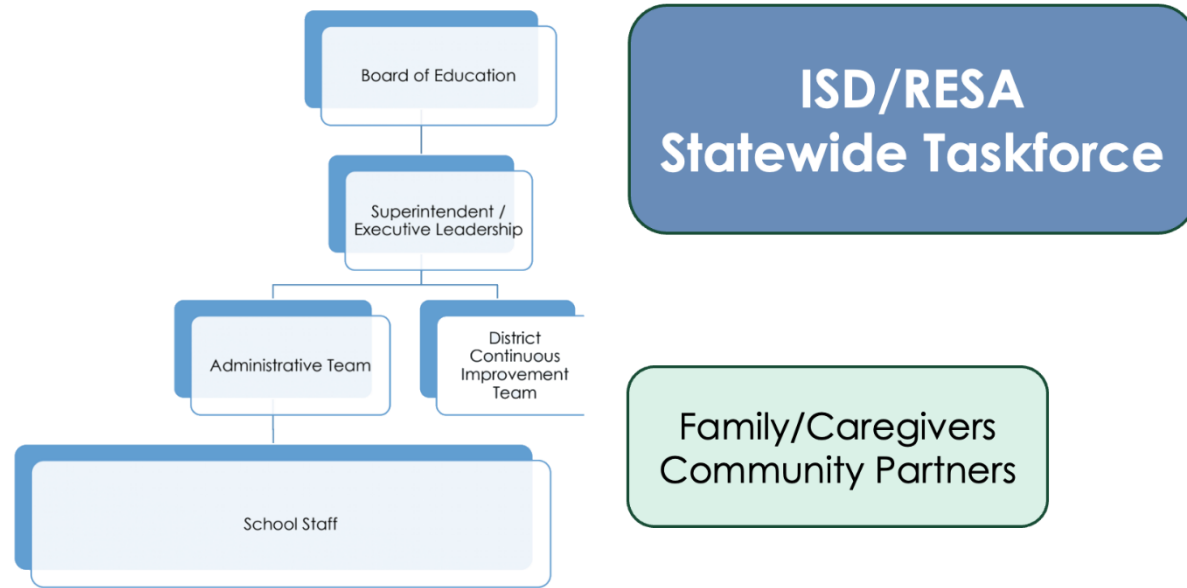 Board of Education
Superintendent /
Executive Leadership
Administrative Team
District
Continuous
Improvement
Team
School Staff
ISD/RESA
Statewide Taskforce
Family/Caregivers
Community Partners